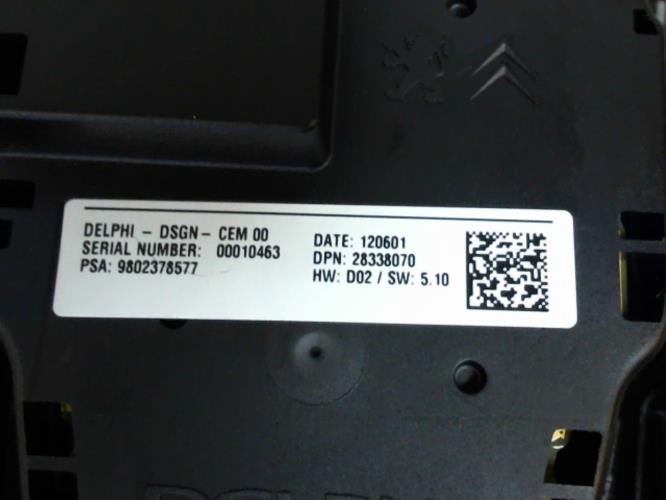 DELPHI - DSGN - CEM 00
SERIAL NUMBER: 00010463
PSA: 9802378577
DATE: 120601
DPN: 28338070
HW: D02 / SW: 5.10